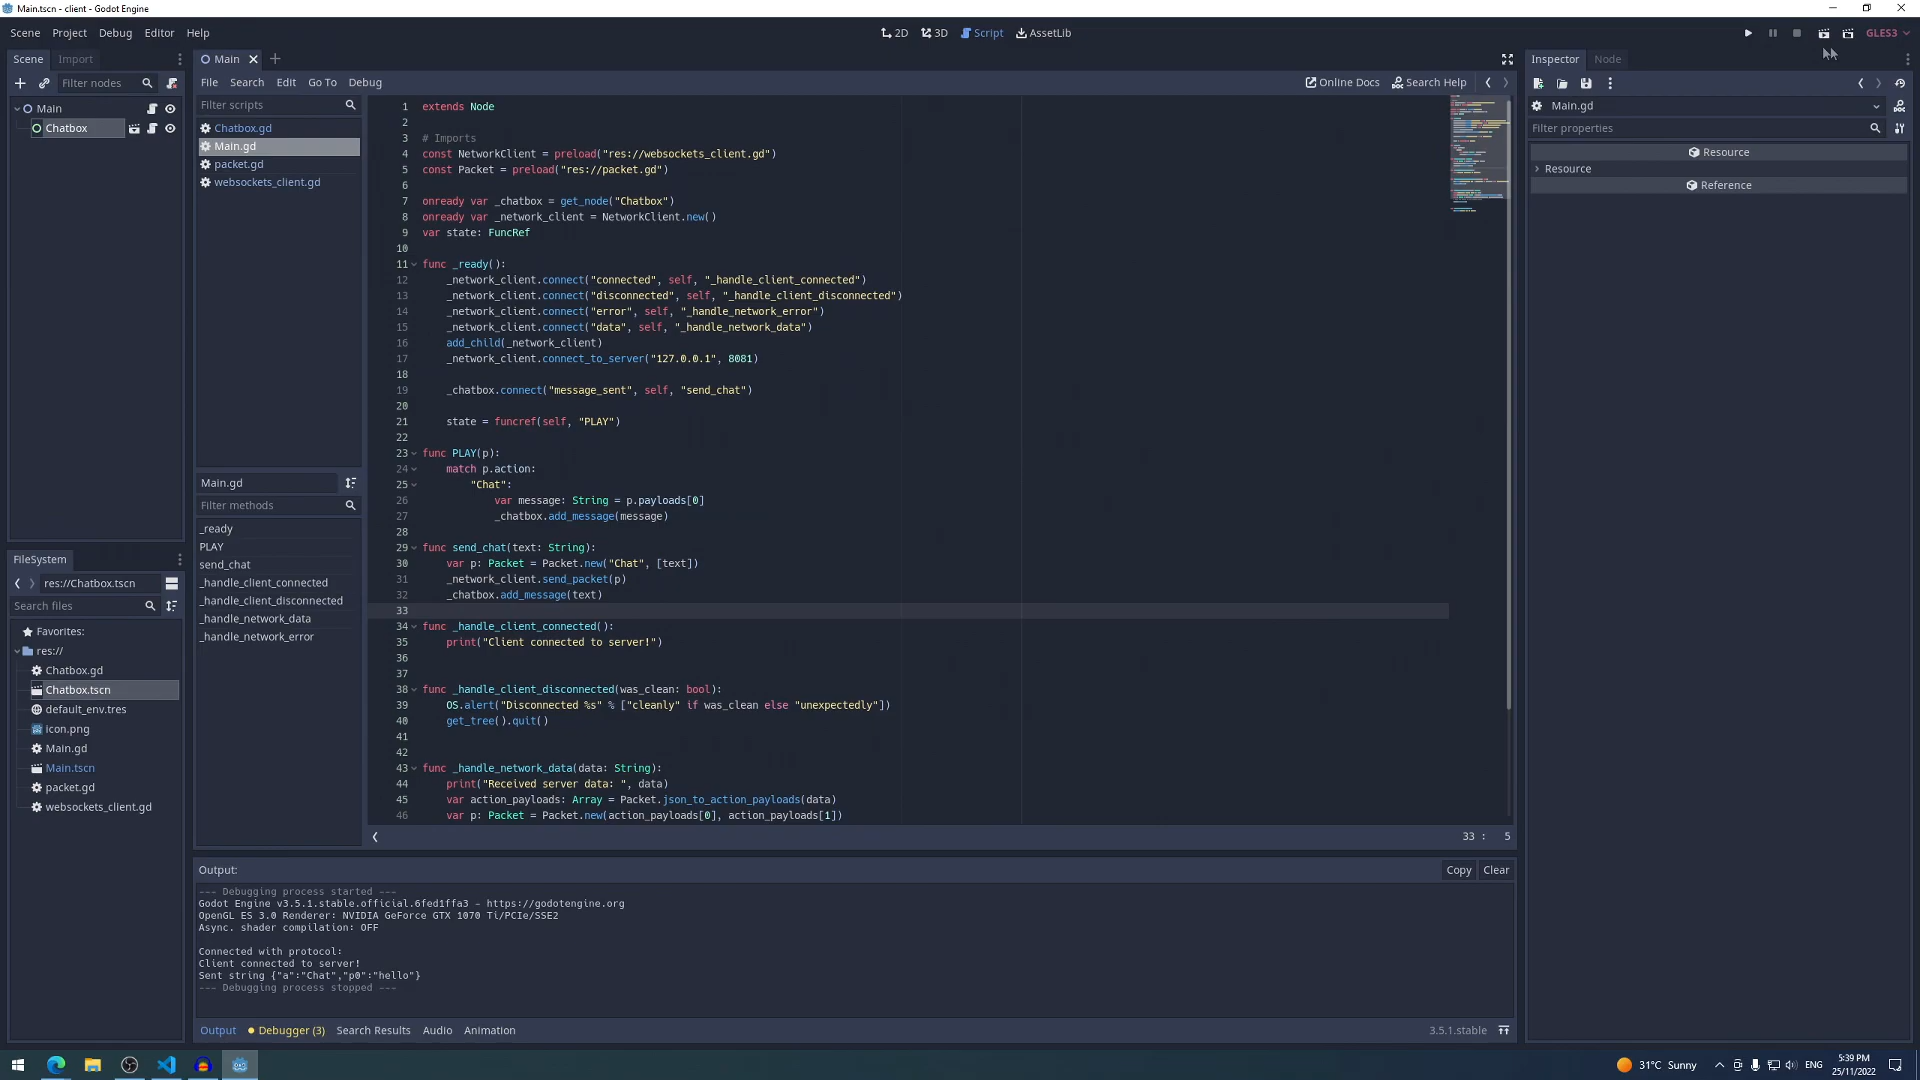 Main.tscn - client - Godot Engine
Scene Project Debug Editor Help
2D 3D Script AssetLib
GLES3
Scene Import
Filter nodes
Main
Chatbox
FileSystem
res://Chatbox.tscn
Search files
Favorites:
res://
Chatbox.gd
Chatbox.tscn
default_env.tres
icon.png
Main.gd
Main.tscn
packet.gd
websockets_client.gd
Main
File Search Edit Go To Debug
Online Docs Search Help
Filter scripts
Chatbox.gd
Main.gd
packet.gd
websockets_client.gd
Main.gd
Filter methods
_ready
PLAY
send_chat
_handle_client_connected
_handle_client_disconnected
_handle_network_data
_handle_network_error
1 extends Node
2
3 # Imports
4 const NetworkClient = preload("res://websockets_client.gd")
5 const Packet = preload("res://packet.gd")
6
7 onready var _chatbox = get_node("Chatbox")
8 onready var _network_client = NetworkClient.new()
9 var state: FuncRef
10
11 func _ready():
12 _network_client.connect("connected", self, "_handle_client_connected")
13 _network_client.connect("disconnected", self, "_handle_client_disconnected")
14 _network_client.connect("error", self, "_handle_network_error")
15 _network_client.connect("data", self, "_handle_network_data")
16 add_child(_network_client)
17 _network_client.connect_to_server("127.0.0.1", 8081)
18
19 _chatbox.connect("message_sent", self, "send_chat")
20
21 state = funcref(self, "PLAY")
22
23 func PLAY(p):
24 match p.action:
25 "Chat":
26 var message: String = p.payloads[0]
27 _chatbox.add_message(message)
28
29 func send_chat(text: String):
30 var p: Packet = Packet.new("Chat", [text])
31 _network_client.send_packet(p)
32 _chatbox.add_message(text)
33
34 func _handle_client_connected():
35 print("Client connected to server!")
36
37
38 func _handle_client_disconnected(was_clean: bool):
39 OS.alert("Disconnected %s" % ["cleanly" if was_clean else "unexpectedly"])
40 get_tree().quit()
41
42
43 func _handle_network_data(data: String):
44 print("Received server data: ", data)
45 var action_payloads: Array = Packet.json_to_action_payloads(data)
46 var p: Packet = Packet.new(action_payloads[0], action_payloads[1])
33 : 5
Output:
Copy Clear
--- Debugging process started ---
Godot Engine v3.5.1.stable.official.6fed1ffa3 - https://godotengine.org
OpenGL ES 3.0 Renderer: NVIDIA GeForce GTX 1070 Ti/PCIe/SSE2
Async. shader compilation: OFF
Connected with protocol:
Client connected to server!
Sent string {"a":"Chat","p0":"hello"}
--- Debugging process stopped ---
Output Debugger (3) Search Results Audio Animation
3.5.1.stable
Inspector Node
Main.gd
Filter properties
Resource
Resource
Reference
31°C Sunny
ENG
5:39 PM
25/11/2022